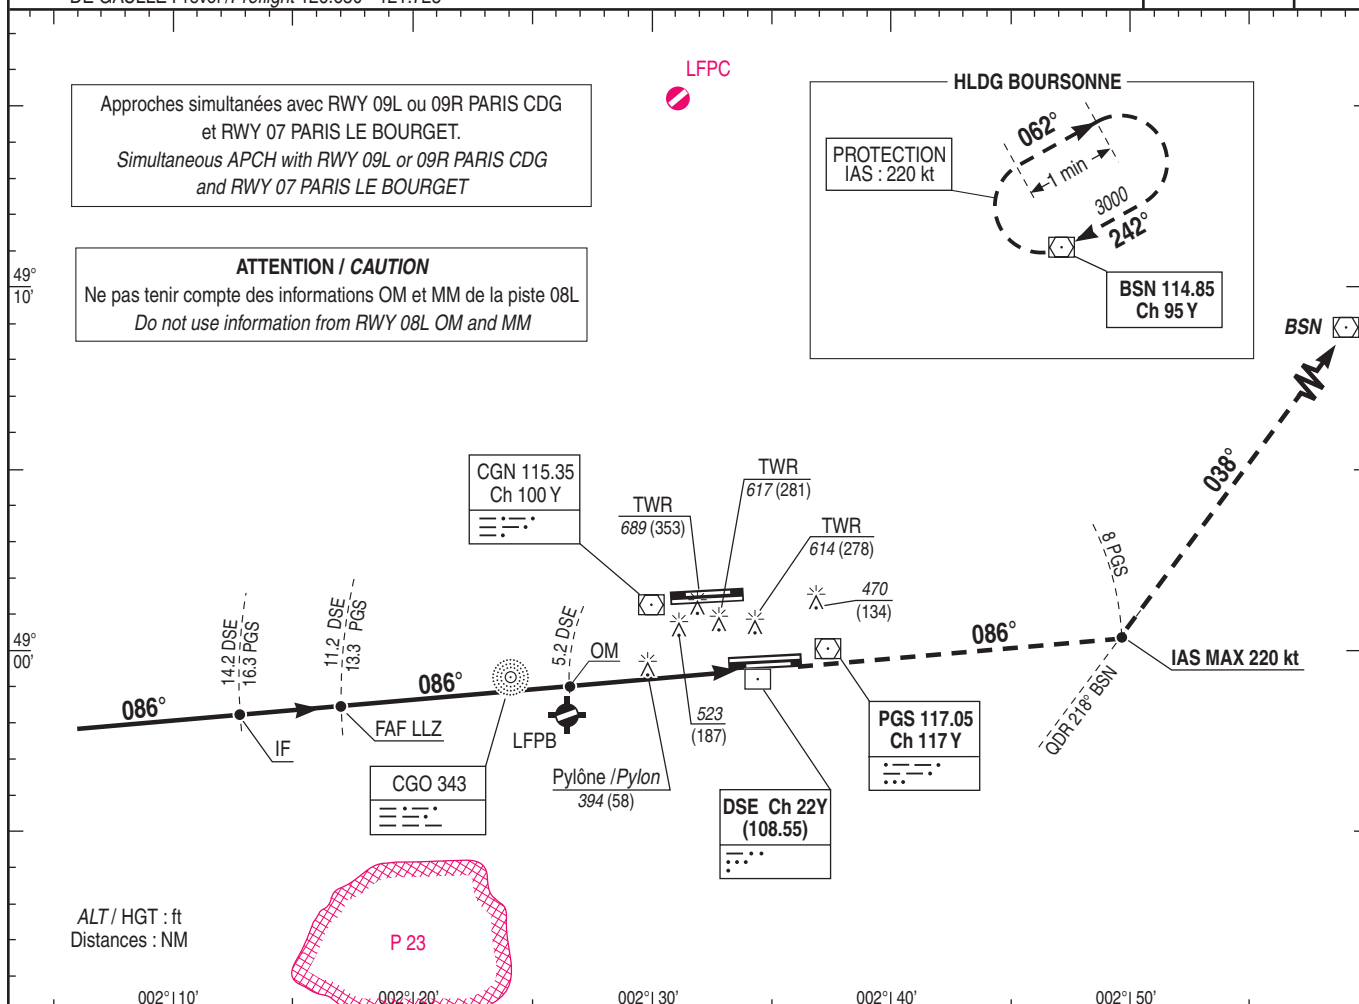 LFPC
Approches simultanées avec RWY 09L ou 09R PARIS CDG
et RWY 07 PARIS LE BOURGET.
Simultaneous APCH with RWY 09L or 09R PARIS CDG
and RWY 07 PARIS LE BOURGET
HLDG BOURSONNE
062°
PROTECTION
IAS : 220 kt
1 min
3000
242°
BSN 114.85
Ch 95 Y
ATTENTION / CAUTION
Ne pas tenir compte des informations OM et MM de la piste 08L
Do not use information from RWY 08L OM and MM
49°
10'
BSN
038°
CGN 115.35
Ch 100 Y
TWR
617 (281)
TWR
689 (353)
TWR
614 (278)
470
(134)
8 PGS
49°
00'
14.2 DSE
16.3 PGS
11.2 DSE
13.3 PGS
5.2 DSE
OM
086°
086°
086°
IAS MAX 220 kt
QDR 218° BSN
IF
FAF LLZ
LFPB
523
(187)
PGS 117.05
Ch 117 Y
CGO 343
Pylône / Pylon
394 (58)
DSE Ch 22Y
(108.55)
ALT / HGT : ft
Distances : NM
P 23
002° 10'
002° 20'
002° 30'
002° 40'
002° 50'